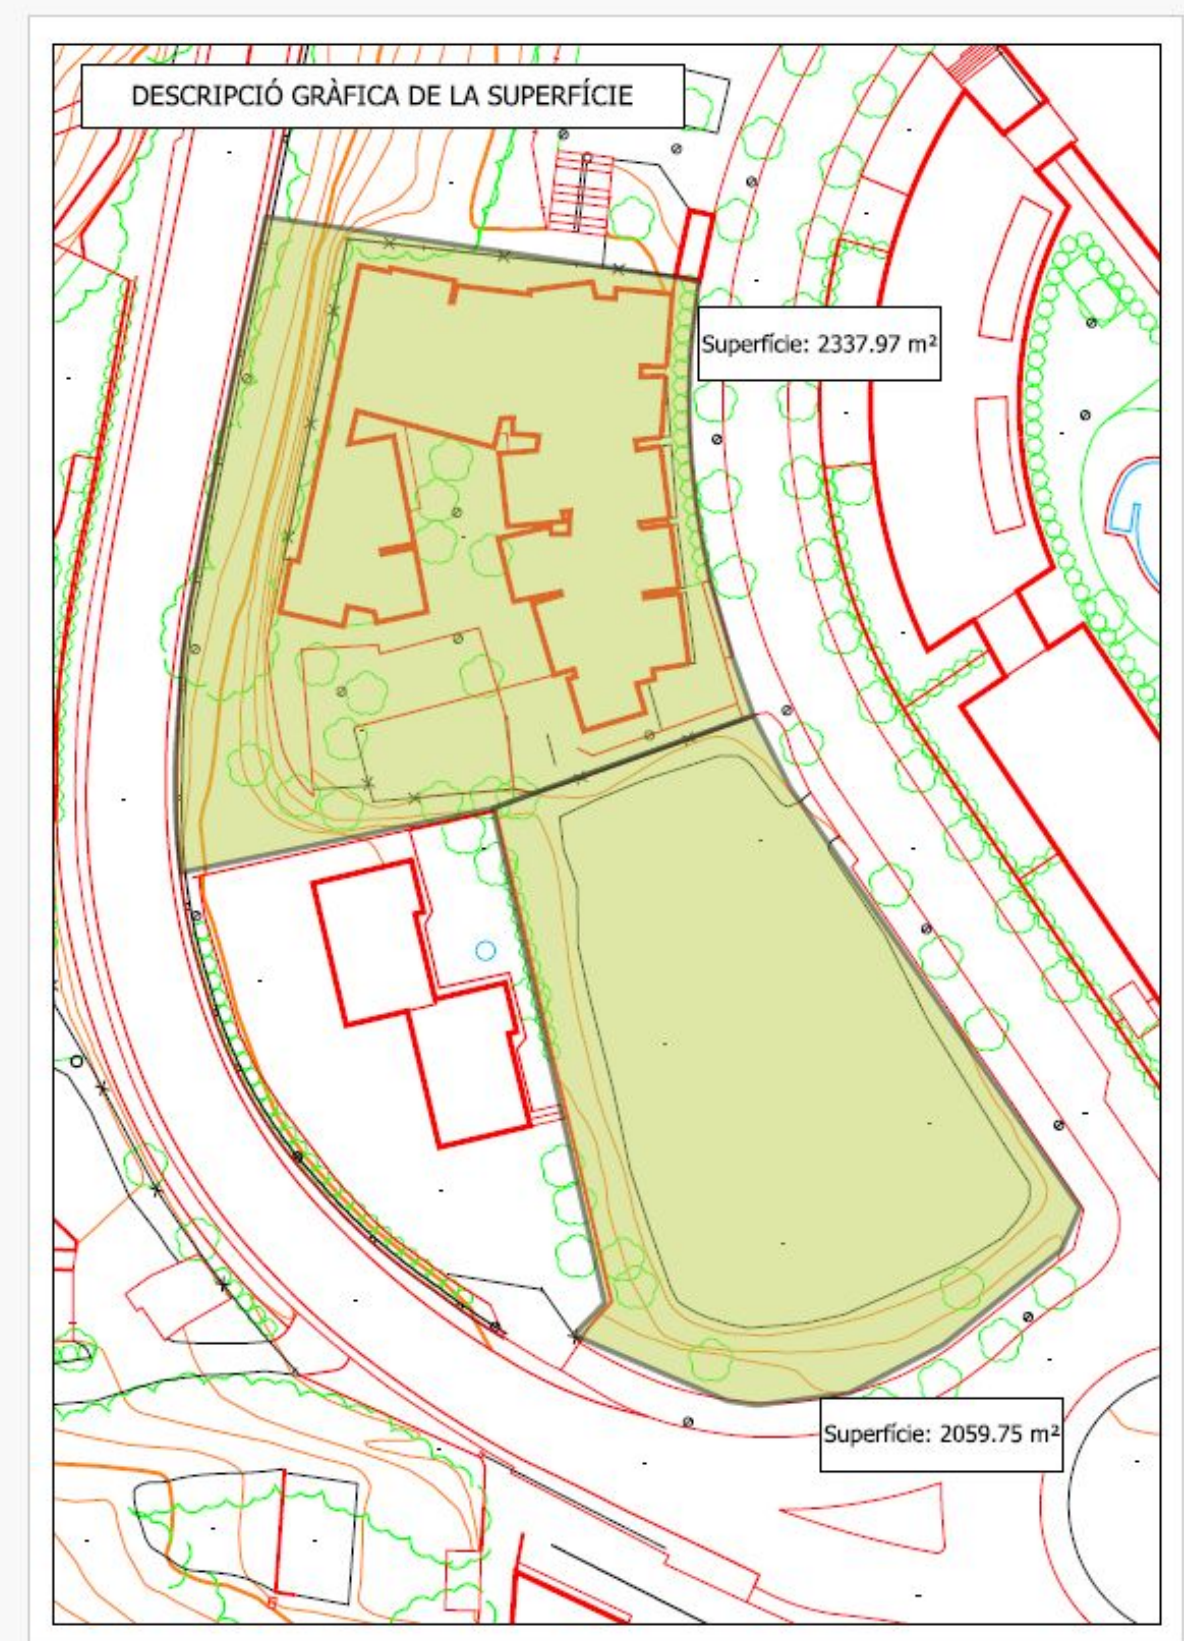 DESCRIPCIÓ GRÀFICA DE LA SUPERFÍCIE
Superfície: 2337.97 m²
Superfície: 2059.75 m²